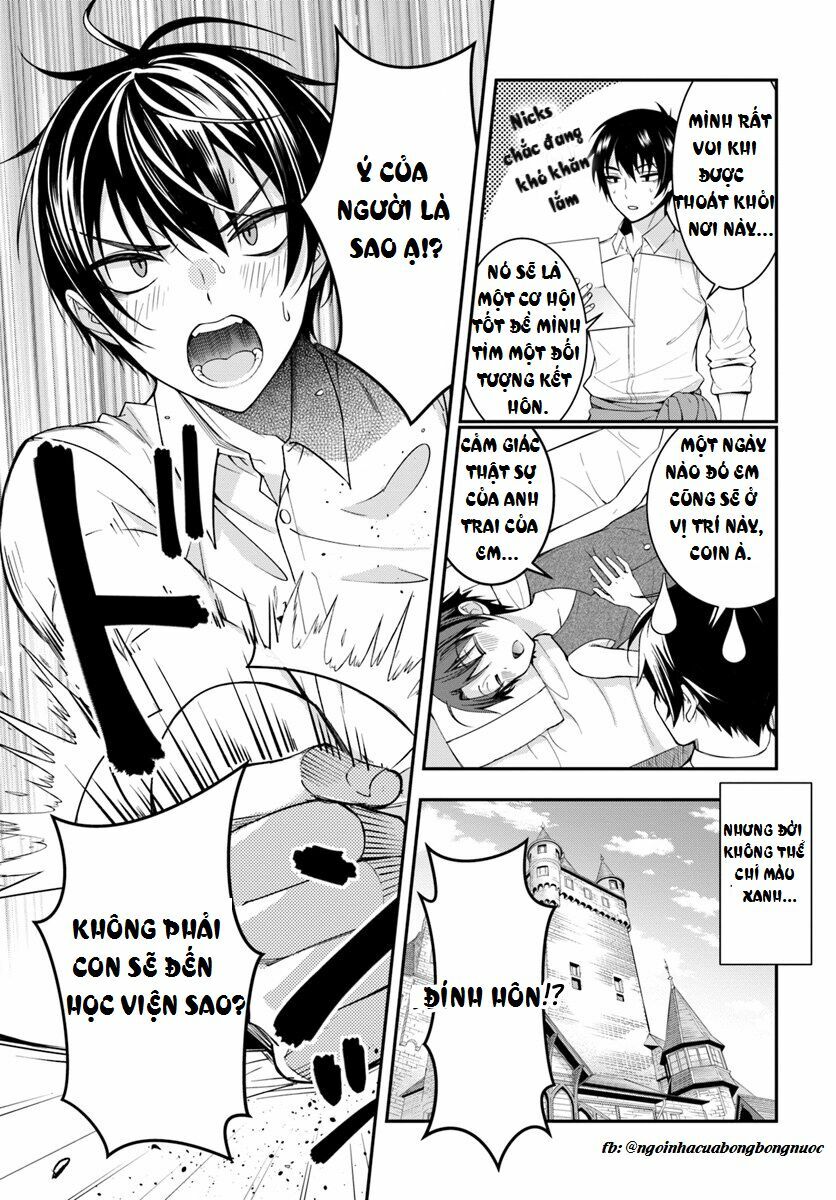 MÌNH RẤT
VUI KHI
ĐƯỢC
THOÁT KHỎI
NƠI NÀY...
Nicks
chắc đang
khó khăn
lắm
NÓ SẼ LÀ
MỘT CƠ HỘI
TỐT ĐỂ MÌNH
TÌM MỘT ĐỐI
TƯỢNG KẾT
HÔN.
MỘT NGÀY
NÀO ĐÓ EM
CŨNG SẼ Ở
VỊ TRÍ NÀY,
COIN À.
CẢM GIÁC
THẬT SỰ
CỦA ANH
TRAI CỦA
EM...
NHƯNG ĐỜI
KHÔNG THỂ
CHỈ MÀU
XANH...
ĐÍNH HÔN!?
Ý CỦA
NGƯỜI LÀ
SAO Ạ!?
KHÔNG PHẢI
CON SẼ ĐẾN
HỌC VIỆN SAO?
ドンッ
fb: @ngoinhacuabongbongnuoc